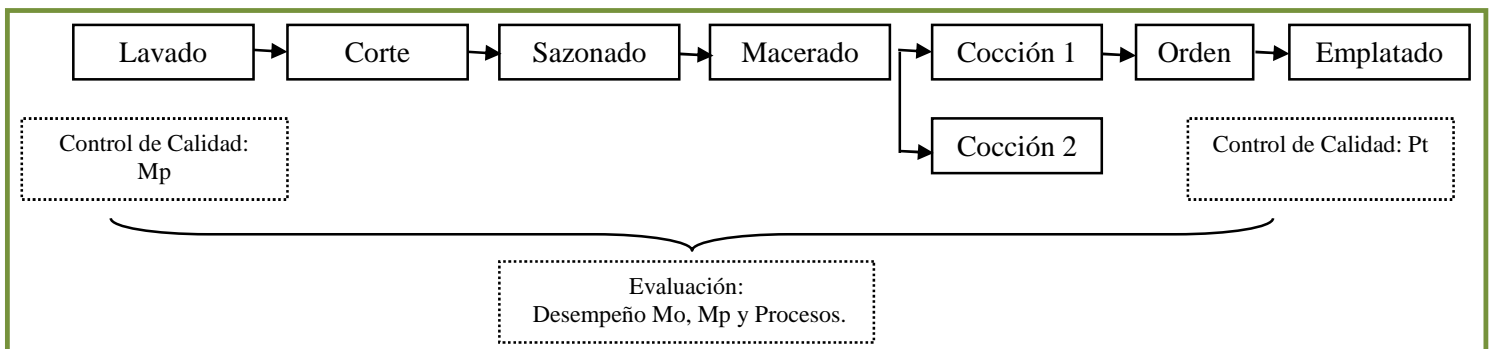 Lavado
Corte
Sazonado
Macerado
Cocción 1
Orden
Emplatado
Control de Calidad:
Mp
Cocción 2
Control de Calidad: Pt
Evaluación:
Desempeño Mo, Mp y Procesos.